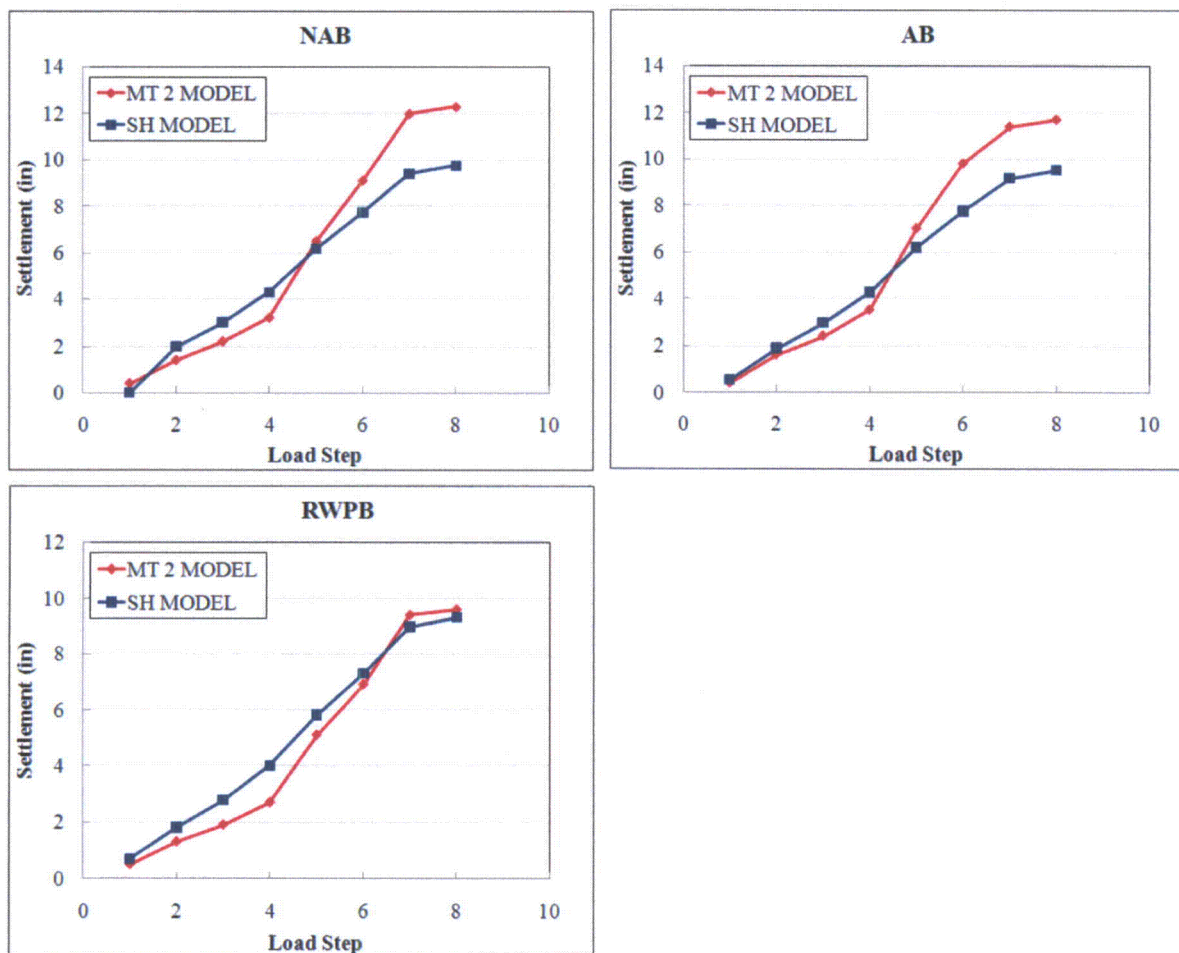 NAB
14
12
10
8
6
4
2
0
MT 2 MODEL
SH MODEL
Settlement (in)
0 2 4 6 8 10
Load Step
AB
14
12
10
8
6
4
2
0
MT 2 MODEL
SH MODEL
Settlement (in)
0 2 4 6 8 10
Load Step
RWPB
12
10
8
6
4
2
0
MT 2 MODEL
SH MODEL
Settlement (in)
0 2 4 6 8 10
Load Step